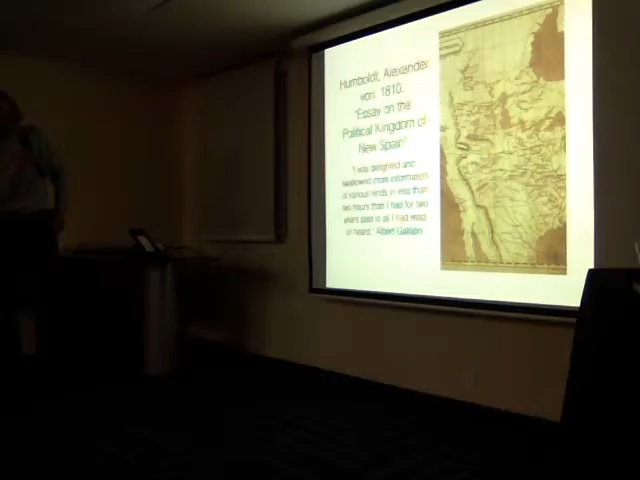 Humboldt, Alexander
von. 1810.
"Essay on the
Political Kingdom of
New Spain"
"I was delighted and
swallowed more information
of various kinds in less than
two hours than I had for two
years past in all I had read
or heard." Albert Gallatin